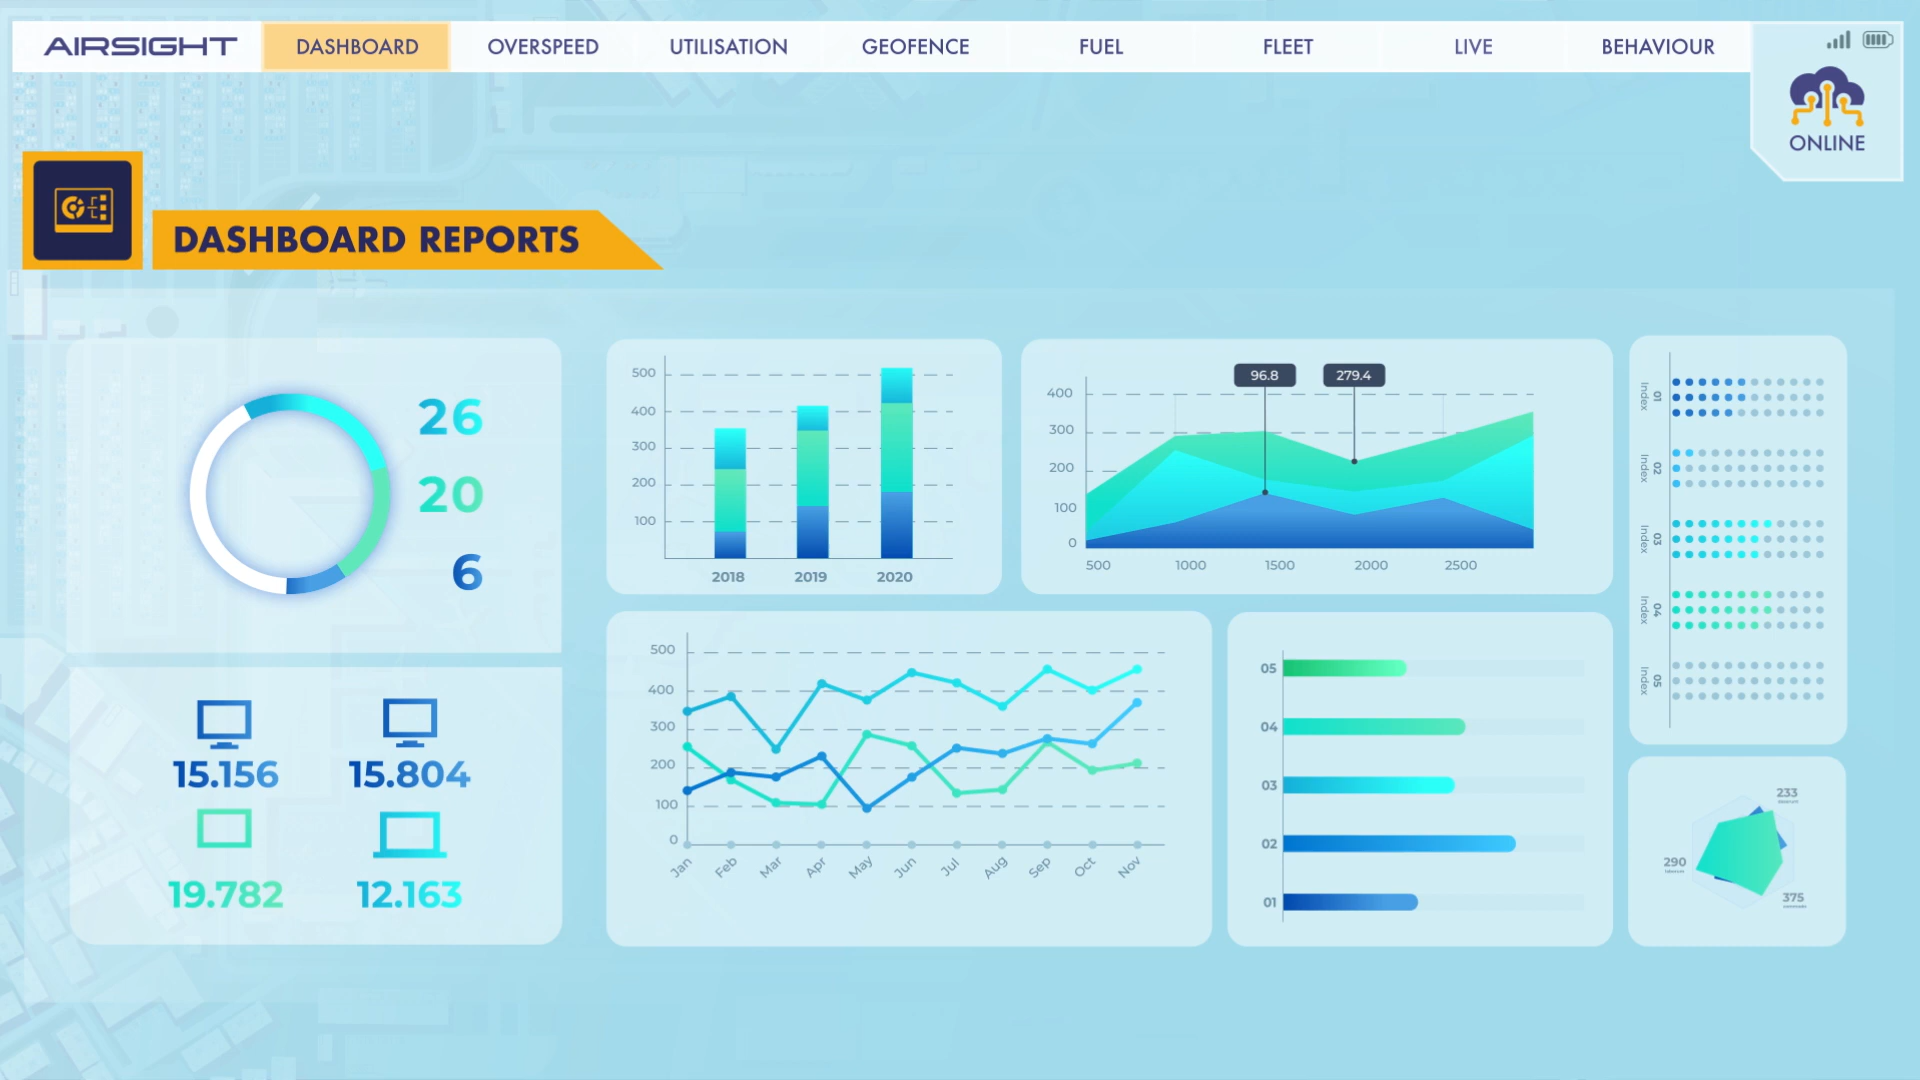 AIRSIGHT
DASHBOARD
OVERSPEED
UTILISATION
GEOFENCE
FUEL
FLEET
LIVE
BEHAVIOUR
ONLINE
DASHBOARD REPORTS
26
20
6
15.156
15.804
19.782
12.163
500
400
300
200
100
2018 2019 2020
96.8
279.4
400
300
200
100
0
500 1000 1500 2000 2500
500
400
300
200
100
0
Jan Feb Mar Apr May Jun Jul Aug Sep Oct Nov
05
04
03
02
01
Index 01
Index 02
Index 03
Index 04
Index 05
233
290
375